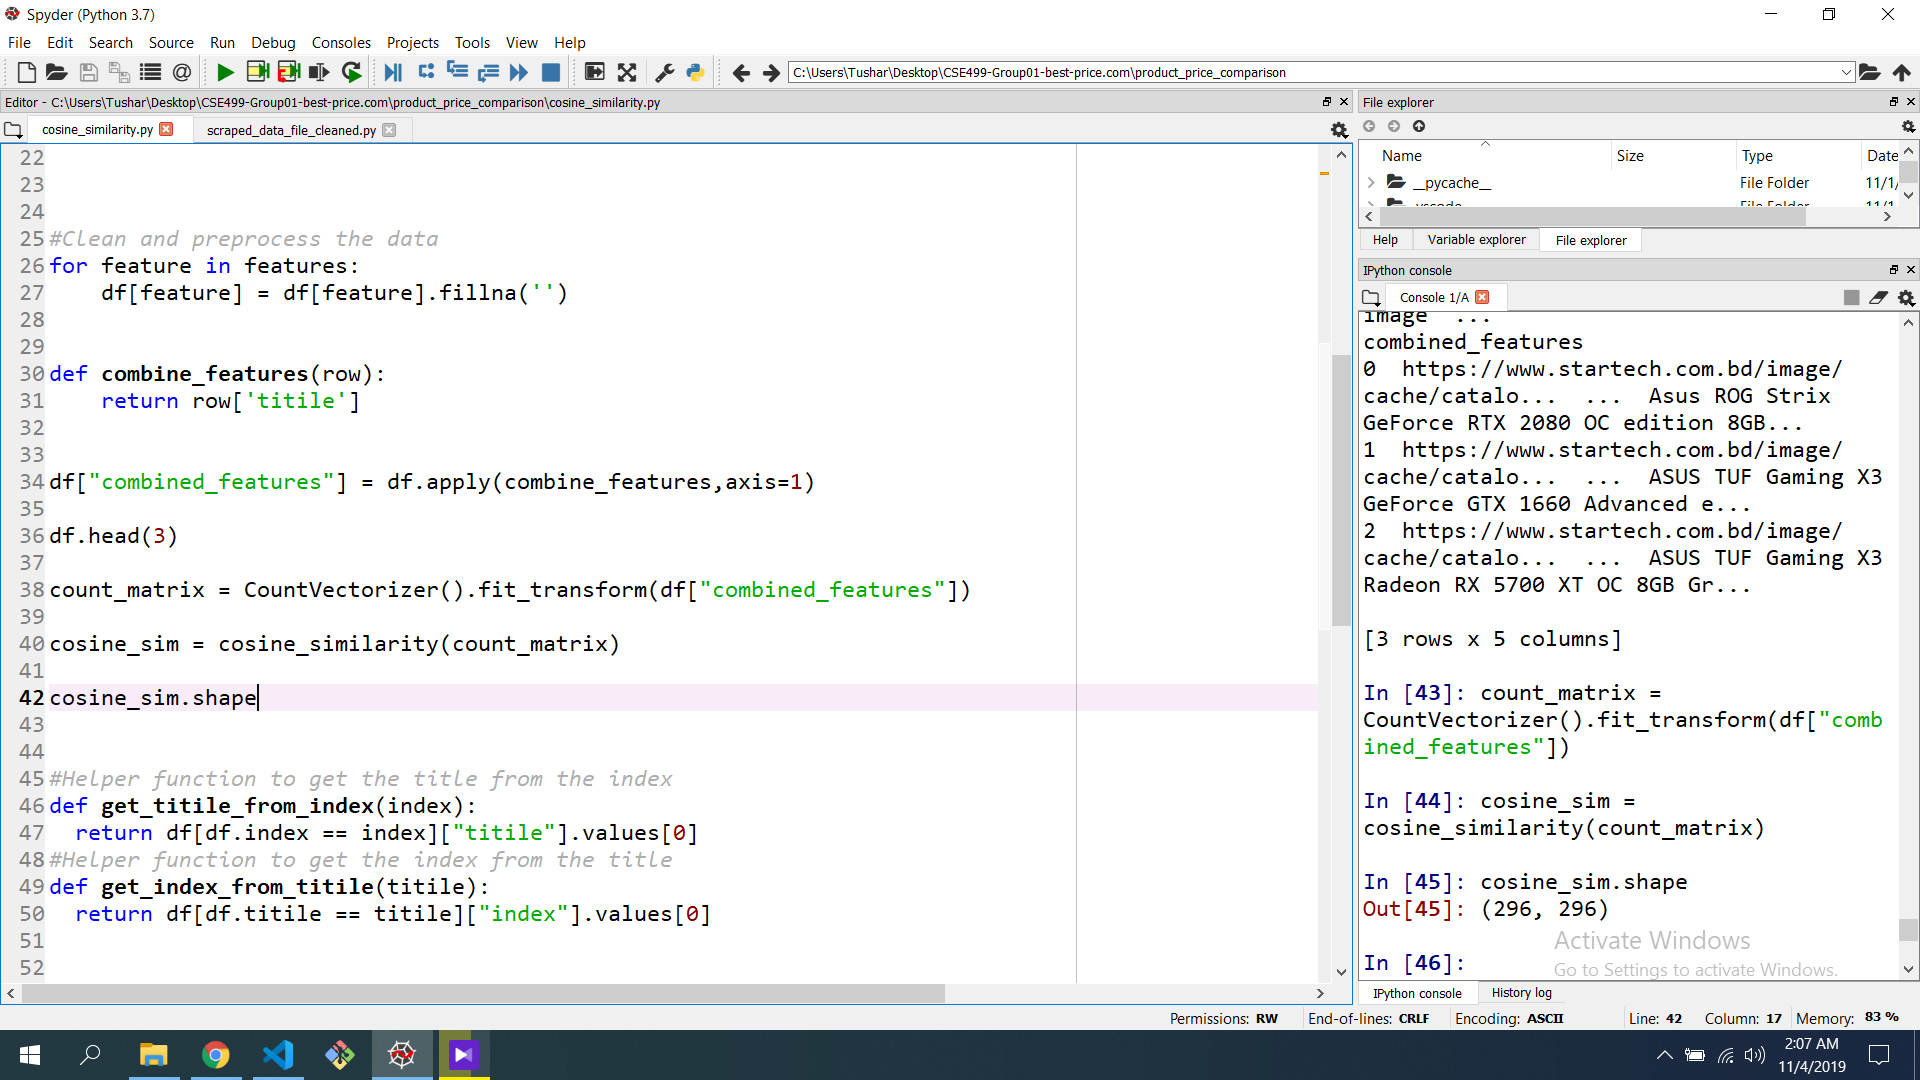 Spyder (Python 3.7)
File Edit Search Source Run Debug Consoles Projects Tools View Help
C:\Users\Tushar\Desktop\CSE499-Group01-best-price.com\product_price_comparison
Editor - C:\Users\Tushar\Desktop\CSE499-Group01-best-price.com\product_price_comparison\cosine_similarity.py
cosine_similarity.py scraped_data_file_cleaned.py
22
23
24
25 #Clean and preprocess the data
26 for feature in features:
27     df[feature] = df[feature].fillna('')
28
29
30 def combine_features(row):
31     return row['titile']
32
33
34 df["combined_features"] = df.apply(combine_features,axis=1)
35
36 df.head(3)
37
38 count_matrix = CountVectorizer().fit_transform(df["combined_features"])
39
40 cosine_sim = cosine_similarity(count_matrix)
41
42 cosine_sim.shape
43
44
45 #Helper function to get the title from the index
46 def get_titile_from_index(index):
47   return df[df.index == index]["titile"].values[0]
48 #Helper function to get the index from the title
49 def get_index_from_titile(titile):
50   return df[df.titile == titile]["index"].values[0]
51
52
File explorer
Name Size Type Date
__pycache__ File Folder 11/1/
.vscode File Folder 11/1
Help Variable explorer File explorer
IPython console
Console 1/A
image ...
combined_features
0  https://www.startech.com.bd/image/
cache/catalo...  ...  Asus ROG Strix
GeForce RTX 2080 OC edition 8GB...
1  https://www.startech.com.bd/image/
cache/catalo...  ...  ASUS TUF Gaming X3
GeForce GTX 1660 Advanced e...
2  https://www.startech.com.bd/image/
cache/catalo...  ...  ASUS TUF Gaming X3
Radeon RX 5700 XT OC 8GB Gr...
[3 rows x 5 columns]
In [43]: count_matrix =
CountVectorizer().fit_transform(df["comb
ined_features"])
In [44]: cosine_sim =
cosine_similarity(count_matrix)
In [45]: cosine_sim.shape
Out[45]: (296, 296)
In [46]:
Activate Windows
Go to Settings to activate Windows.
IPython console History log
Permissions: RW End-of-lines: CRLF Encoding: ASCII Line: 42 Column: 17 Memory: 83 %
2:07 AM
11/4/2019